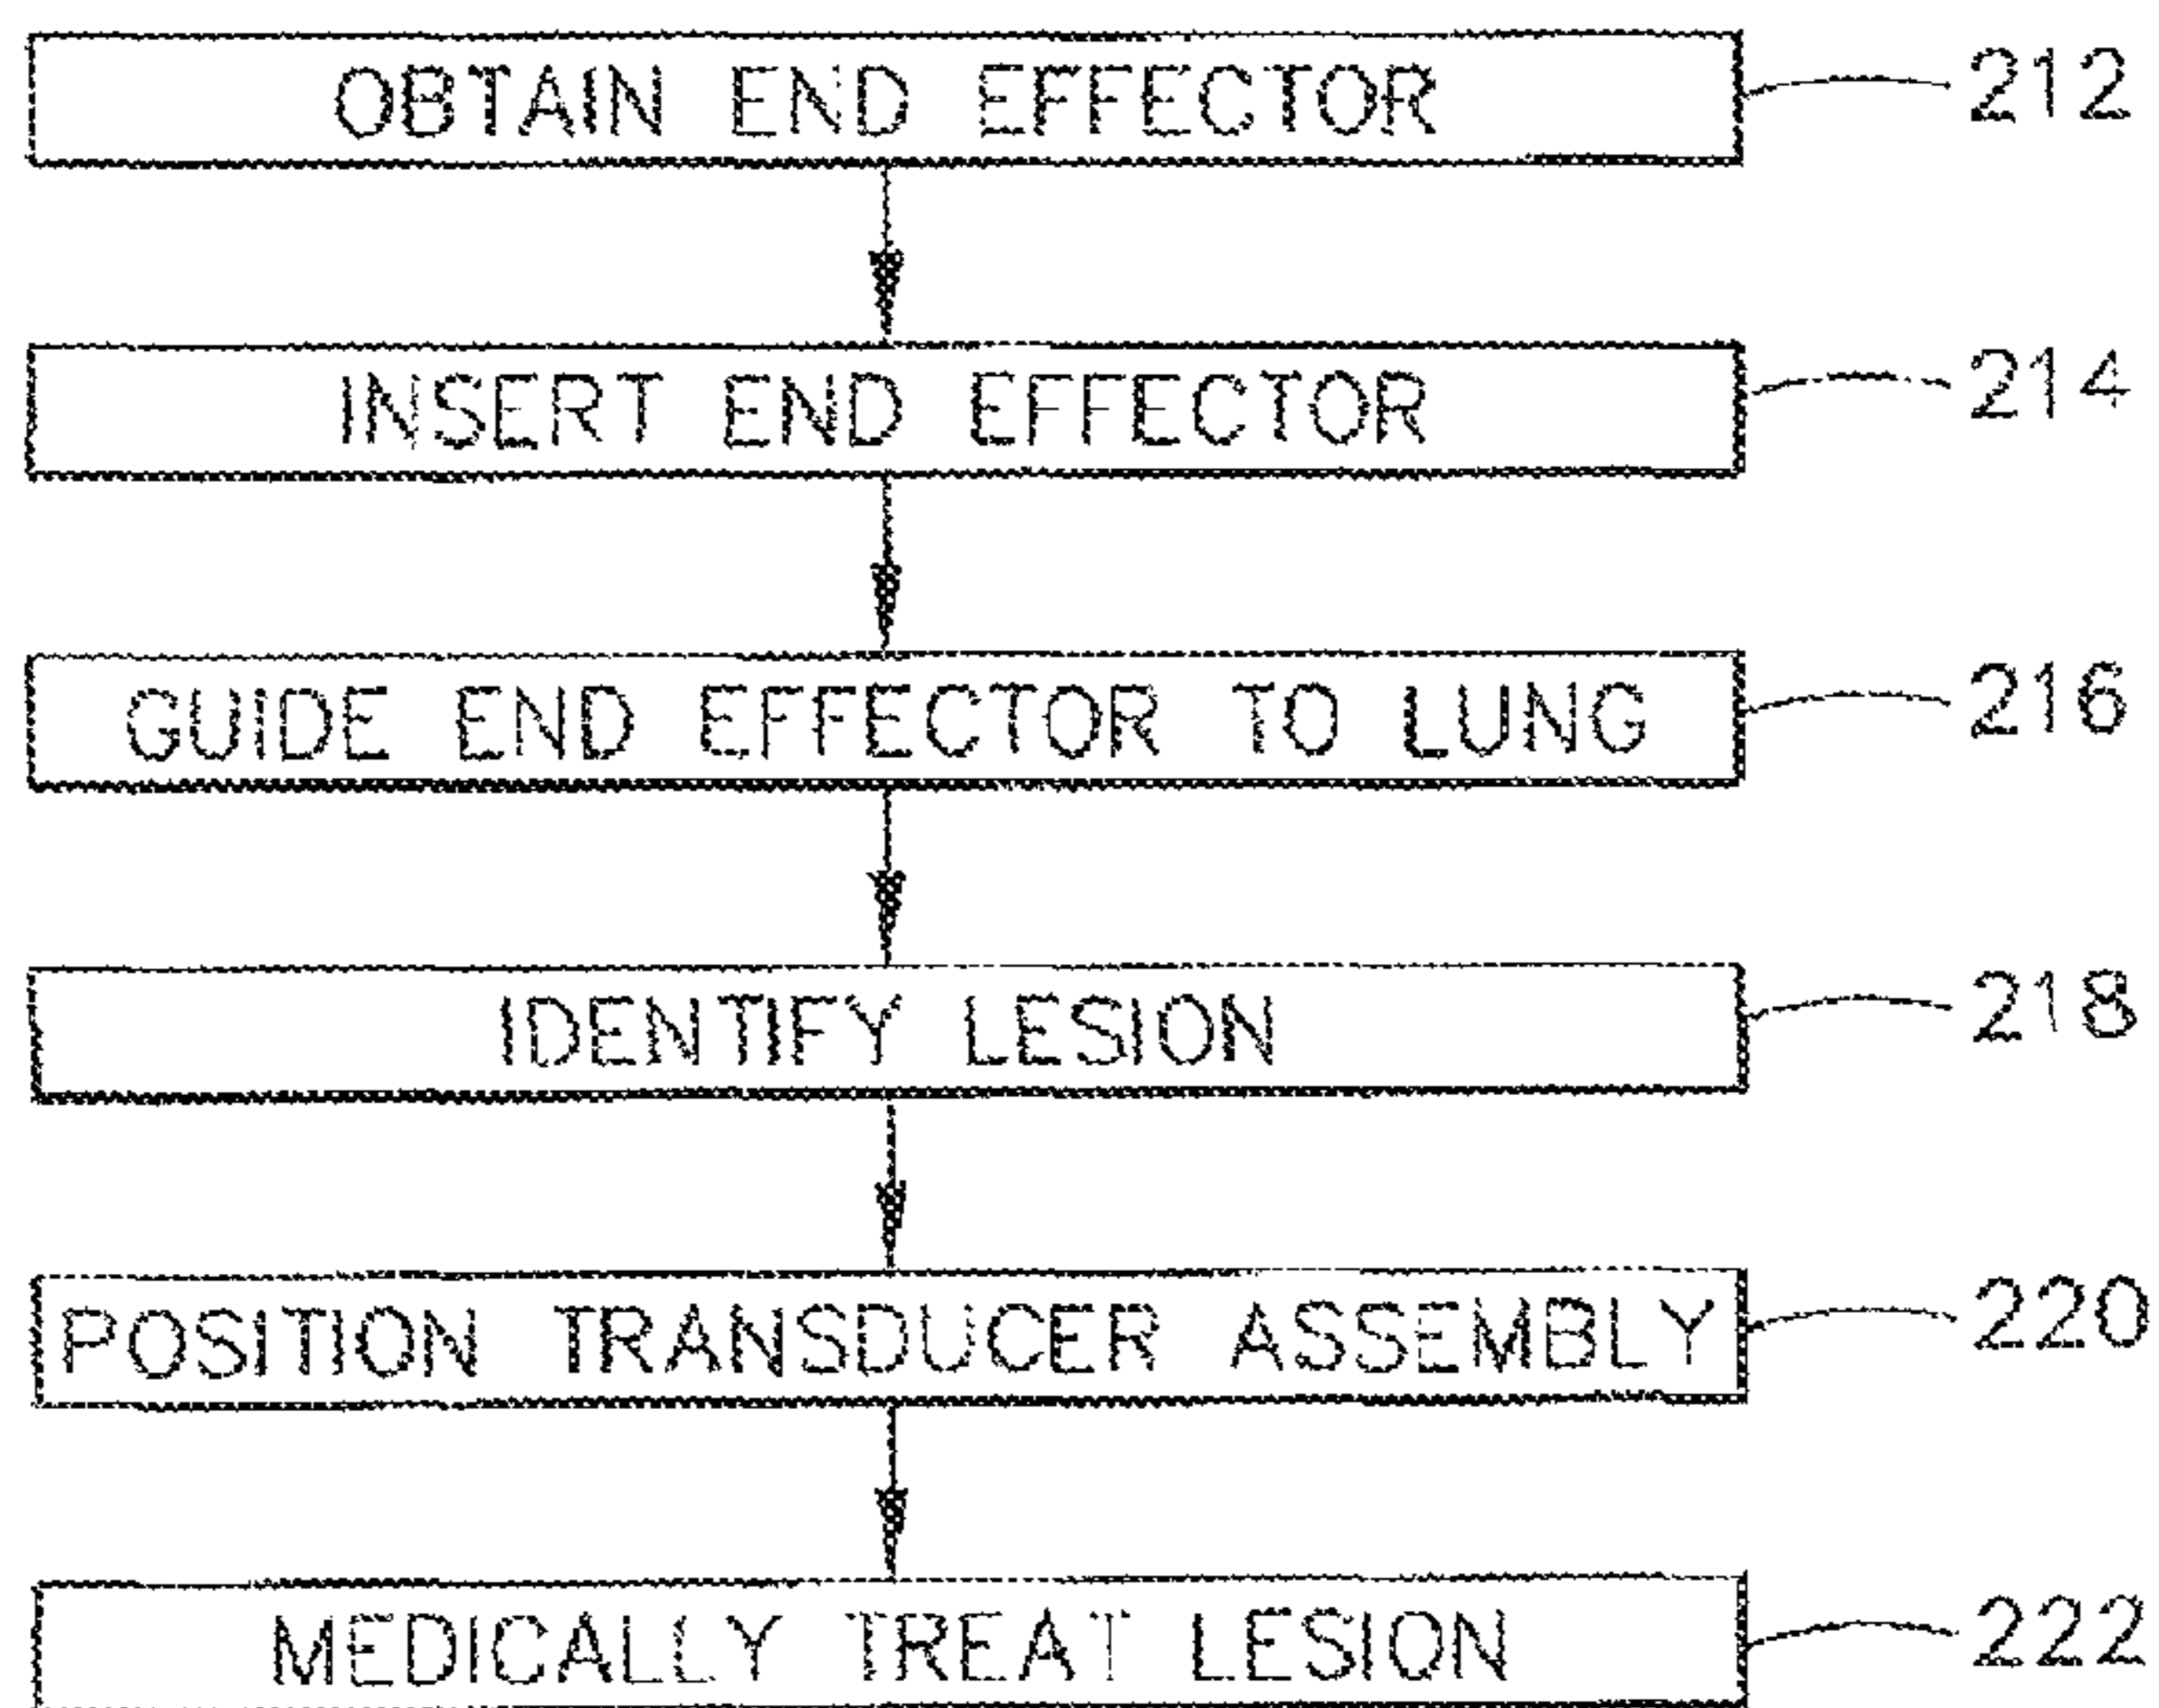 OBTAIN END EFFECTOR 212
INSERT END EFFECTOR 214
GUIDE END EFFECTOR TO LUNG 216
IDENTIFY LESION 218
POSITION TRANSDUCER ASSEMBLY 220
MEDICALLY TREAT LESION 222